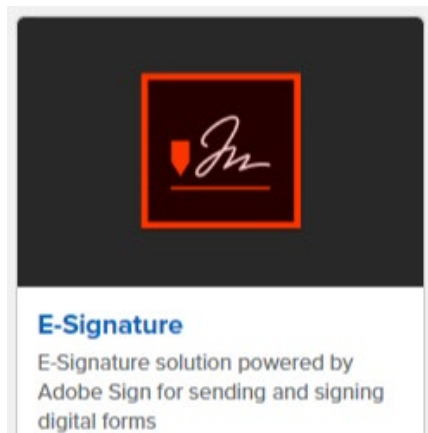 E-Signature
E-Signature solution powered by
Adobe Sign for sending and signing
digital forms